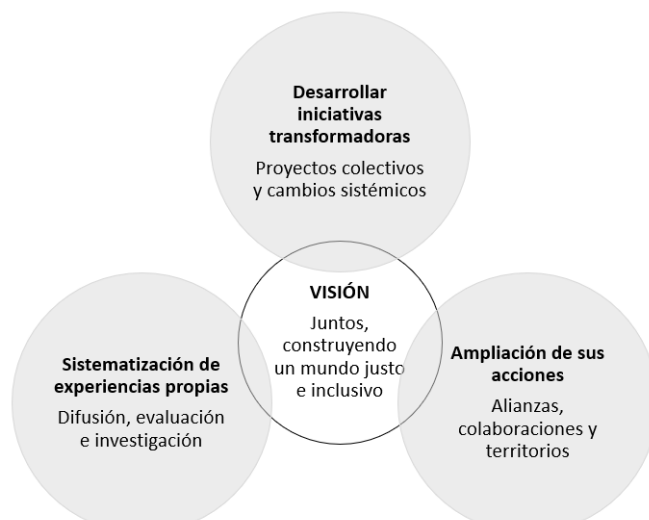 Desarrollar
iniciativas
transformadoras
Proyectos colectivos
y cambios sistémicos
VISIÓN
Juntos,
construyendo
un mundo justo
e inclusivo
Sistematización de
experiencias propias
Difusión, evaluación
e investigación
Ampliación de sus
acciones
Alianzas,
colaboraciones y
territorios